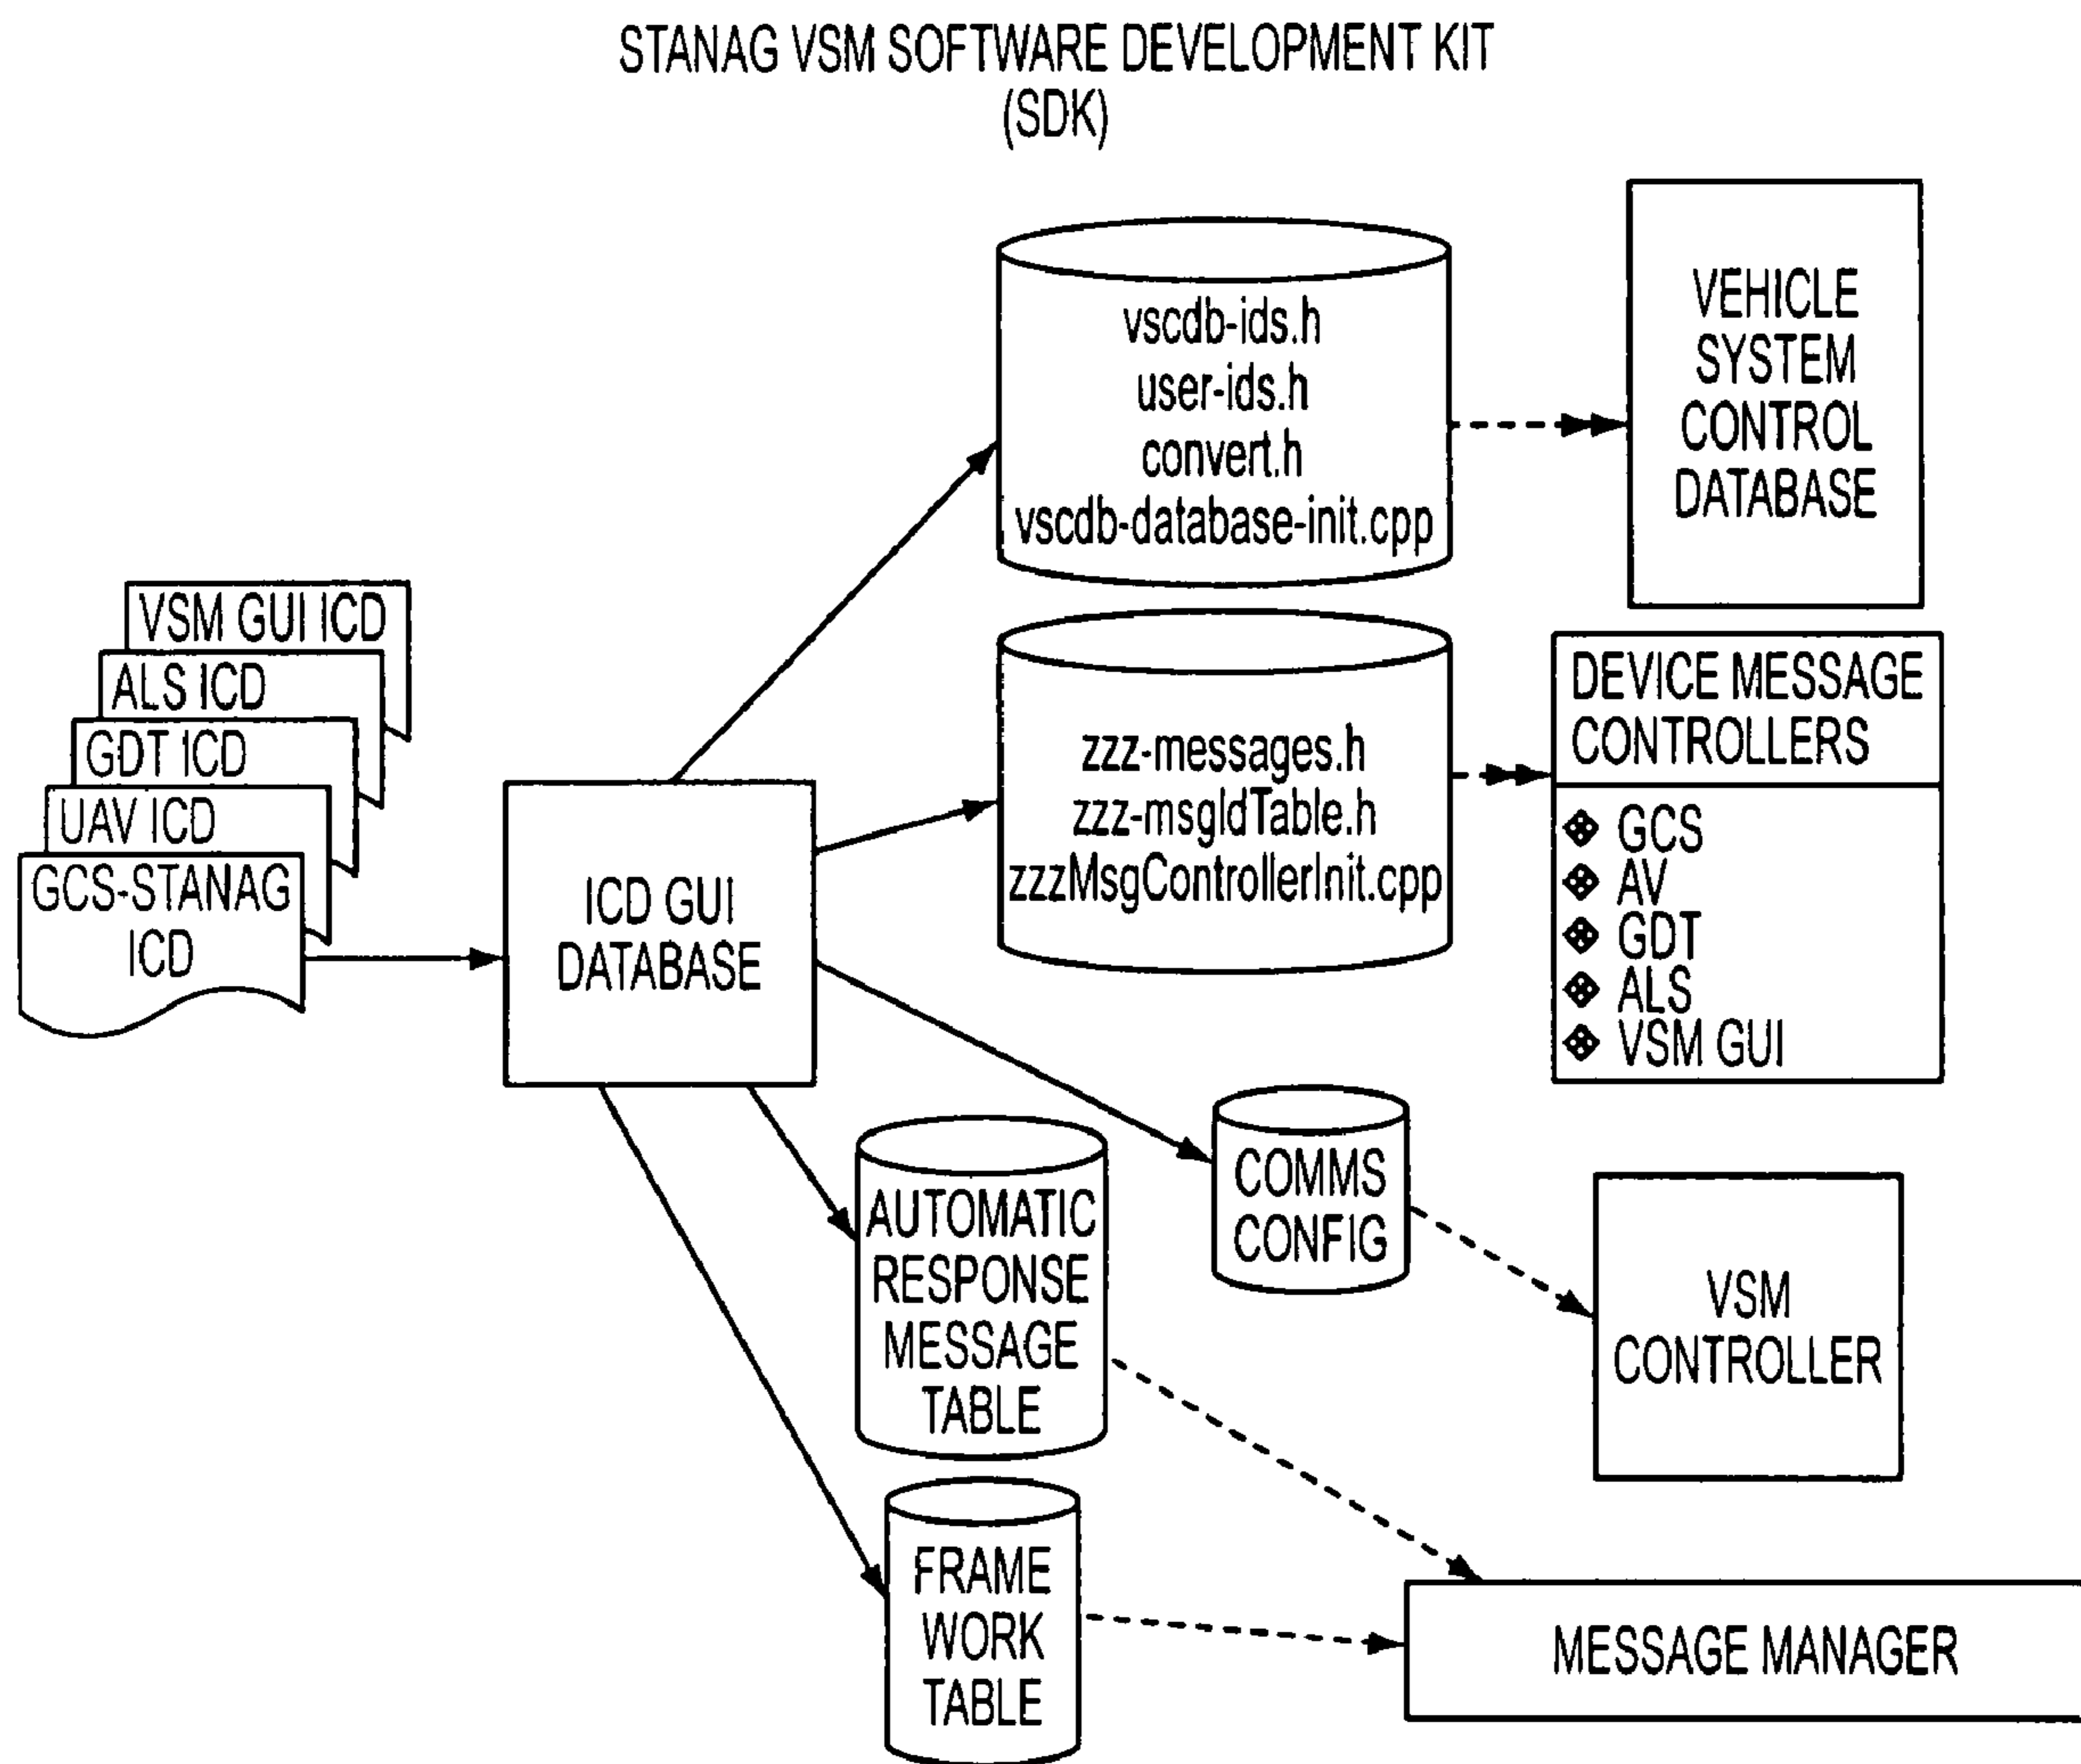 STANAG VSM SOFTWARE DEVELOPMENT KIT
(SDK)
vscdb-ids.h
user-ids.h
convert.h
vscdb-database-init.cpp
VEHICLE
SYSTEM
CONTROL
DATABASE
VSM GUI ICD
ALS ICD
GDT ICD
UAV ICD
GCS-STANAG
ICD
ICD GUI
DATABASE
zzz-messages.h
zzz-msgIdTable.h
zzzMsgControllerInit.cpp
DEVICE MESSAGE
CONTROLLERS
GCS
AV
GDT
ALS
VSM GUI
COMMS
CONFIG
AUTOMATIC
RESPONSE
MESSAGE
TABLE
VSM
CONTROLLER
FRAME
WORK
TABLE
MESSAGE MANAGER